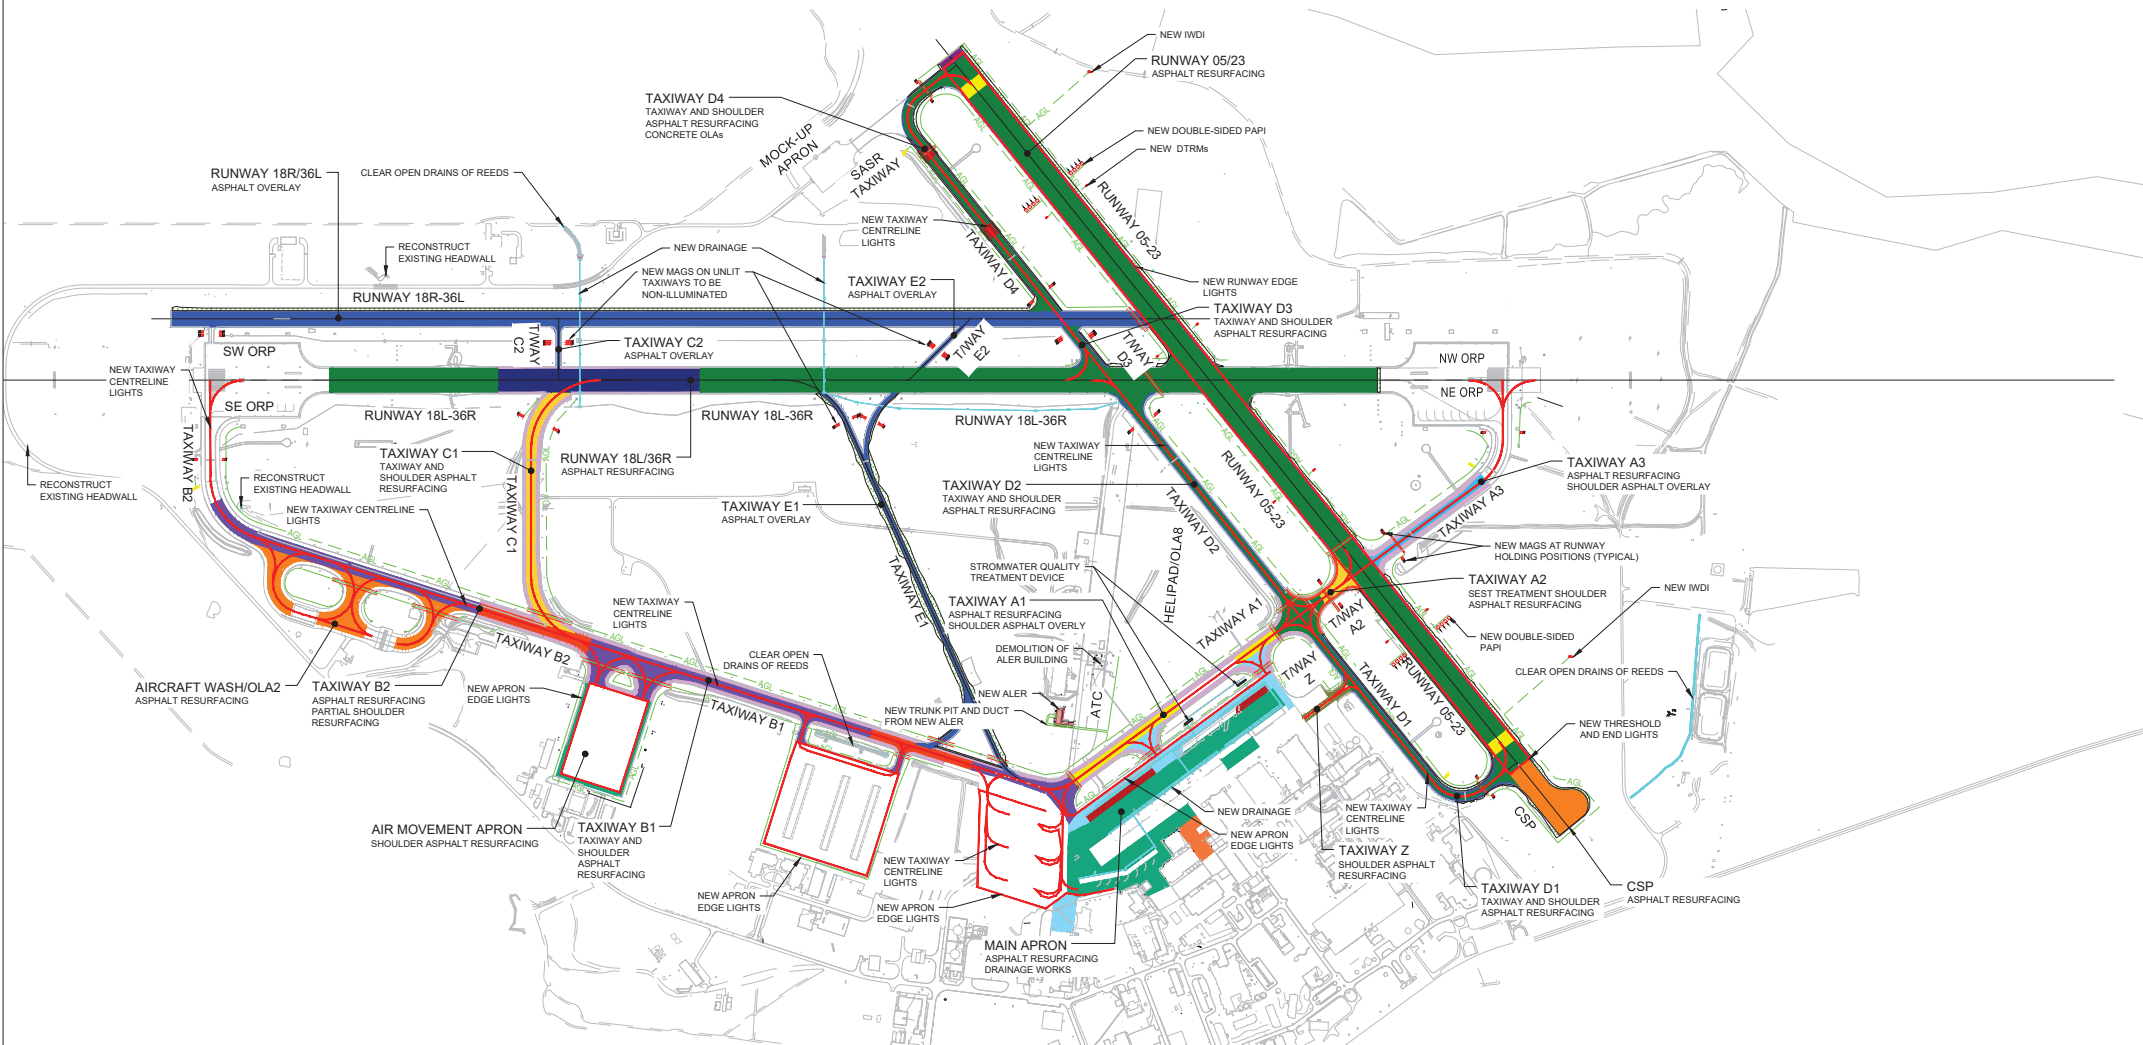 NEW IWDI
RUNWAY 05/23
ASPHALT RESURFACING
TAXIWAY D4
TAXIWAY AND SHOULDER
ASPHALT RESURFACING
CONCRETE OLAs
MOCK-UP
APRON
SASR
TAXIWAY
NEW DOUBLE-SIDED PAPI
NEW DTRMs
RUNWAY 18R/36L
ASPHALT OVERLAY
CLEAR OPEN DRAINS OF REEDS
RUNWAY 05-23
NEW TAXIWAY
CENTRELINE
LIGHTS
TAXIWAY D4
RECONSTRUCT
EXISTING HEADWALL
NEW DRAINAGE
NEW MAGS ON UNLIT
TAXIWAYS TO BE
NON-ILLUMINATED
TAXIWAY E2
ASPHALT OVERLAY
NEW RUNWAY EDGE
LIGHTS
RUNWAY 18R-36L
TAXIWAY D3
TAXIWAY AND SHOULDER
ASPHALT RESURFACING
T/WAY
C2
TAXIWAY C2
ASPHALT OVERLAY
T/WAY
E2
T/WAY
D3
SW ORP
NW ORP
NEW TAXIWAY
CENTRELINE
LIGHTS
SE ORP
NE ORP
RUNWAY 18L-36R
RUNWAY 18L-36R
RUNWAY 18L-36R
TAXIWAY B2
TAXIWAY C1
TAXIWAY AND
SHOULDER ASPHALT
RESURFACING
RUNWAY 18L/36R
ASPHALT RESURFACING
NEW TAXIWAY
CENTRELINE
LIGHTS
RUNWAY 05-23
TAXIWAY A3
ASPHALT RESURFACING
SHOULDER ASPHALT OVERLAY
RECONSTRUCT
EXISTING HEADWALL
RECONSTRUCT
EXISTING HEADWALL
TAXIWAY C1
TAXIWAY D2
TAXIWAY AND SHOULDER
ASPHALT RESURFACING
TAXIWAY D2
TAXIWAY A3
NEW TAXIWAY CENTRELINE
LIGHTS
TAXIWAY E1
ASPHALT OVERLAY
HELIPAD/OLA8
NEW MAGS AT RUNWAY
HOLDING POSITIONS (TYPICAL)
TAXIWAY E1
STROMWATER QUALITY
TREATMENT DEVICE
TAXIWAY A2
SEST TREATMENT SHOULDER
ASPHALT RESURFACING
NEW IWDI
TAXIWAY A1
ASPHALT RESURFACING
SHOULDER ASPHALT OVERLY
TAXIWAY A1
T/WAY
A2
NEW TAXIWAY
CENTRELINE
LIGHTS
NEW DOUBLE-SIDED
PAPI
TAXIWAY B2
CLEAR OPEN
DRAINS OF REEDS
DEMOLITION OF
ALER BUILDING
T/WAY
Z
CLEAR OPEN DRAINS OF REEDS
AIRCRAFT WASH/OLA2
ASPHALT RESURFACING
TAXIWAY B2
ASPHALT RESURFACING
PARTIAL SHOULDER
RESURFACING
NEW APRON
EDGE LIGHTS
TAXIWAY B1
NEW ALER
NEW TRUNK PIT AND DUCT
FROM NEW ALER
ATC
TAXIWAY D1
RUNWAY 05-23
NEW THRESHOLD
AND END LIGHTS
AIR MOVEMENT APRON
SHOULDER ASPHALT RESURFACING
TAXIWAY B1
TAXIWAY AND
SHOULDER
ASPHALT
RESURFACING
NEW DRAINAGE
NEW APRON
EDGE LIGHTS
NEW TAXIWAY
CENTRELINE
LIGHTS
CSP
NEW TAXIWAY
CENTRELINE
LIGHTS
TAXIWAY Z
SHOULDER ASPHALT
RESURFACING
NEW APRON
EDGE LIGHTS
NEW APRON
EDGE LIGHTS
TAXIWAY D1
TAXIWAY AND SHOULDER
ASPHALT RESURFACING
CSP
ASPHALT RESURFACING
MAIN APRON
ASPHALT RESURFACING
DRAINAGE WORKS
AGL
AGL
AGL
AGL
AGL
AGL
AGL
AGL
AGL
AGL